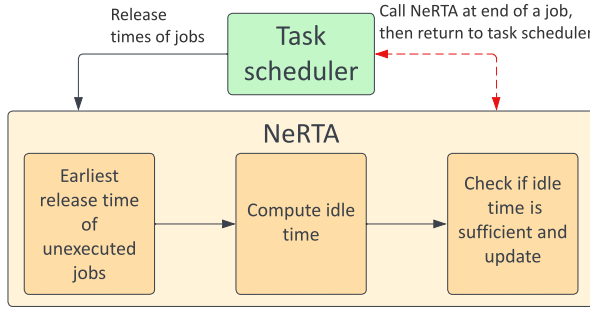 Release
times of jobs
Task
scheduler
Call NeRTA at end of a job,
then return to task scheduler
NeRTA
Earliest
release time
of
unexecuted
jobs
Compute idle
time
Check if idle
time is
sufficient and
update